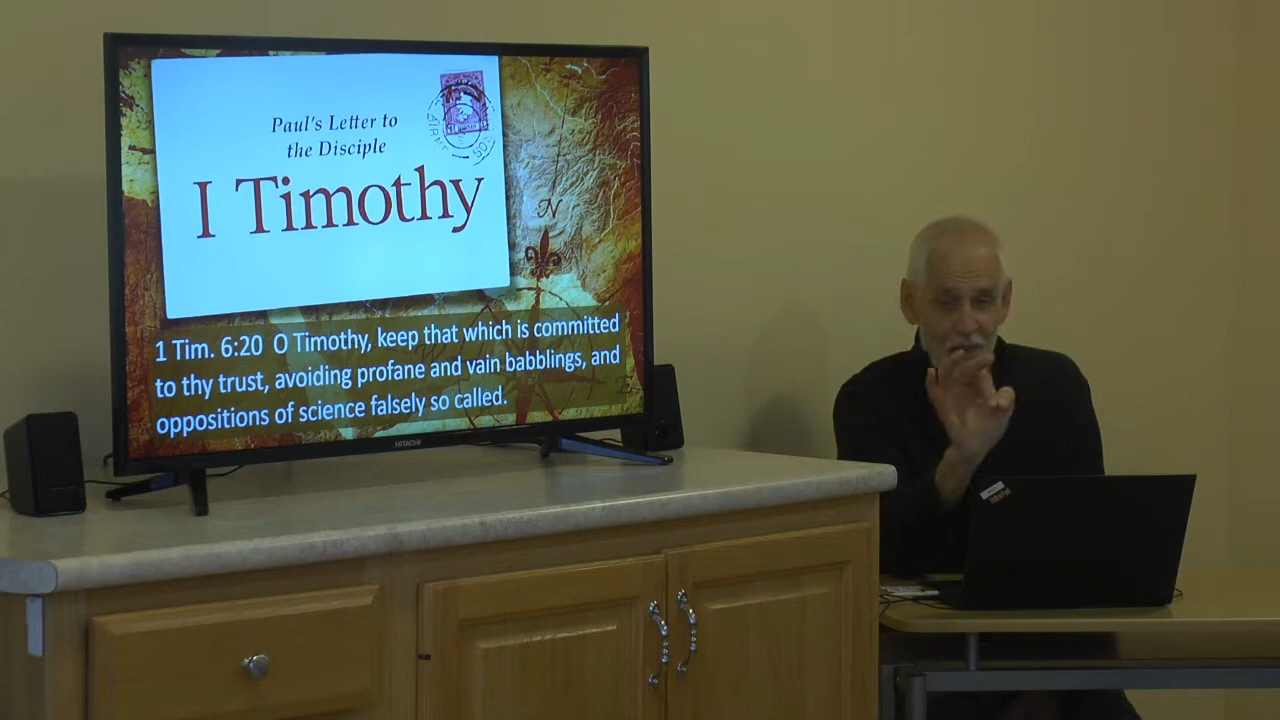 Paul's Letter to
the Disciple
I Timothy
1 Tim. 6:20 O Timothy, keep that which is committed
to thy trust, avoiding profane and vain babblings, and
oppositions of science falsely so called.
HITACHI
N